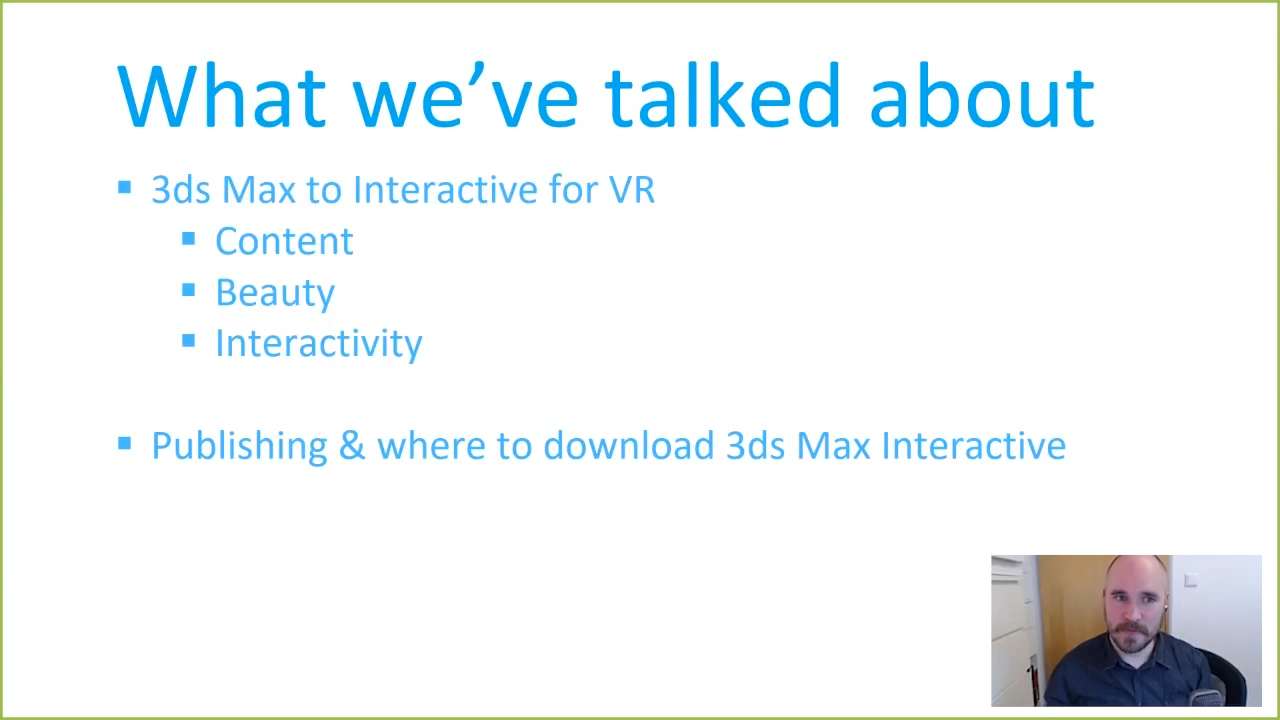 What we’ve talked about
▪ 3ds Max to Interactive for VR
▪ Content
▪ Beauty
▪ Interactivity
▪ Publishing & where to download 3ds Max Interactive